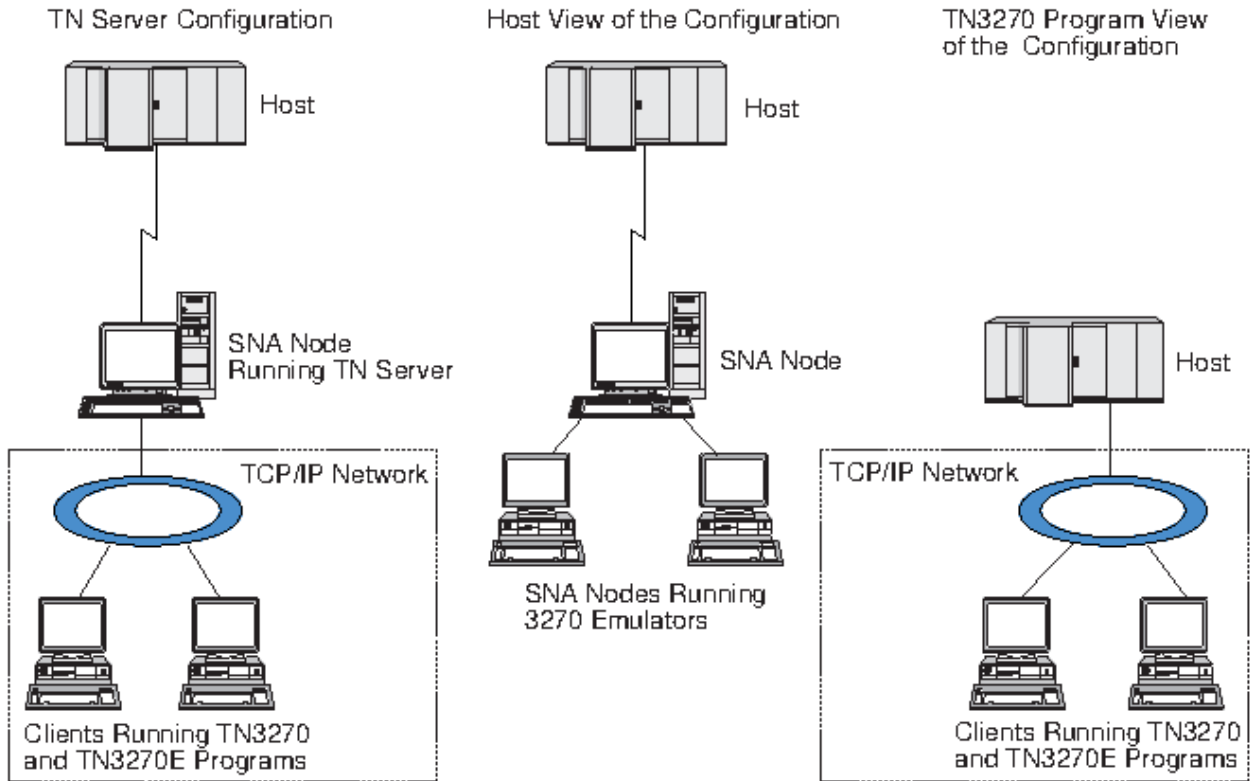 TN Server Configuration
Host
SNA Node
Running TN Server
TCP/IP Network
Clients Running TN3270
and TN3270E Programs
Host View of the Configuration
Host
SNA Node
SNA Nodes Running
3270 Emulators
TN3270 Program View
of the Configuration
Host
TCP/IP Network
Clients Running TN3270
and TN3270E Programs